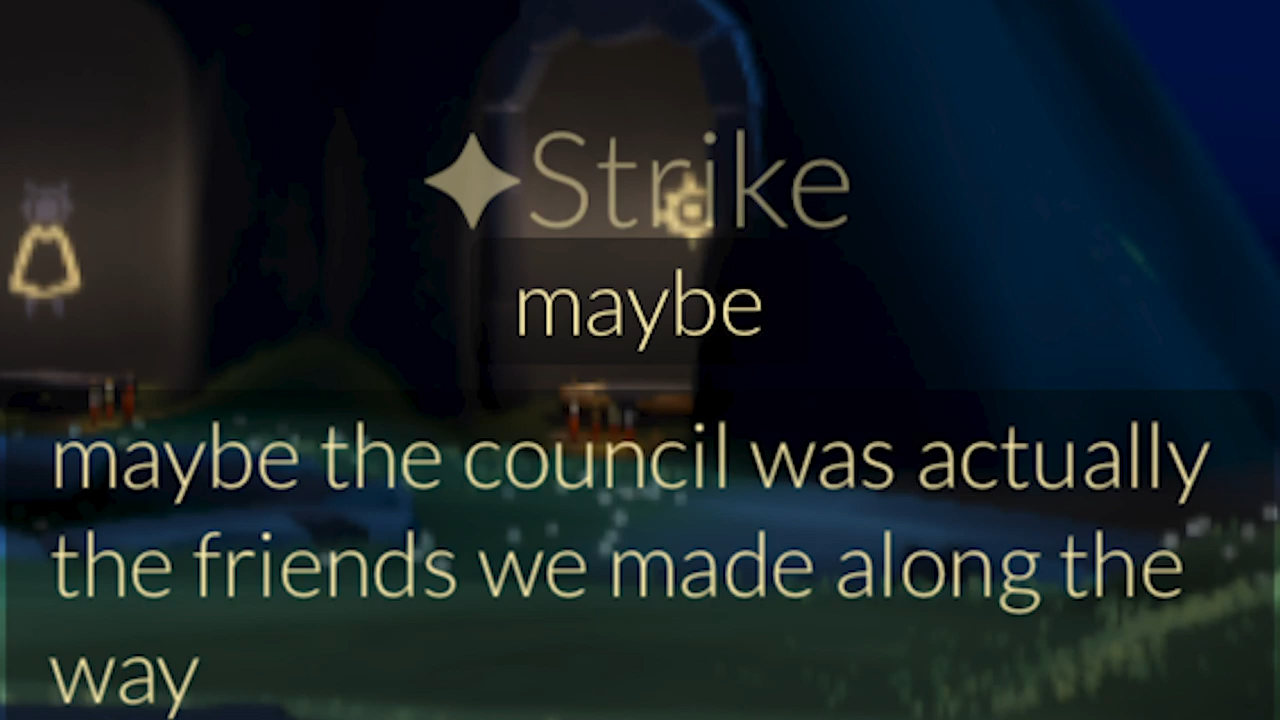 ✦Strike
maybe
maybe the council was actually
the friends we made along the
way